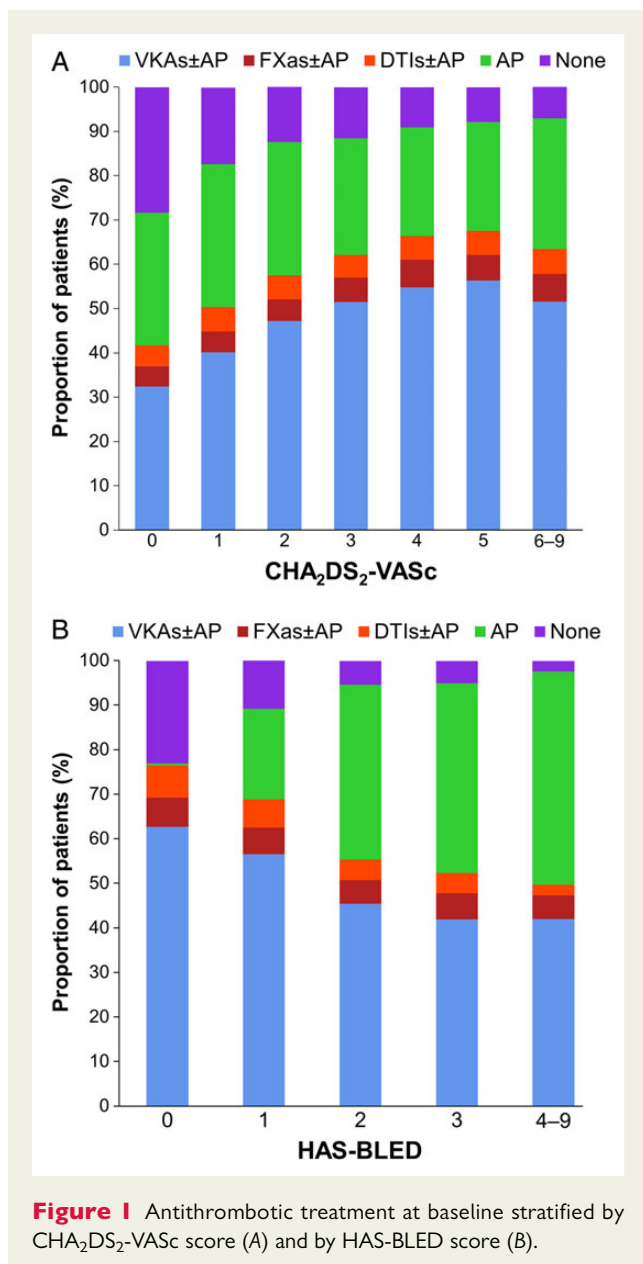 A
VKAs±AP FXas±AP DTIs±AP AP None
Proportion of patients (%)
100
90
80
70
60
50
40
30
20
10
0
0 1 2 3 4 5 6–9
CHA₂DS₂-VASc
B
VKAs±AP FXas±AP DTIs±AP AP None
Proportion of patients (%)
100
90
80
70
60
50
40
30
20
10
0
0 1 2 3 4–9
HAS-BLED
Figure 1 Antithrombotic treatment at baseline stratified by
CHA₂DS₂-VASc score (A) and by HAS-BLED score (B).